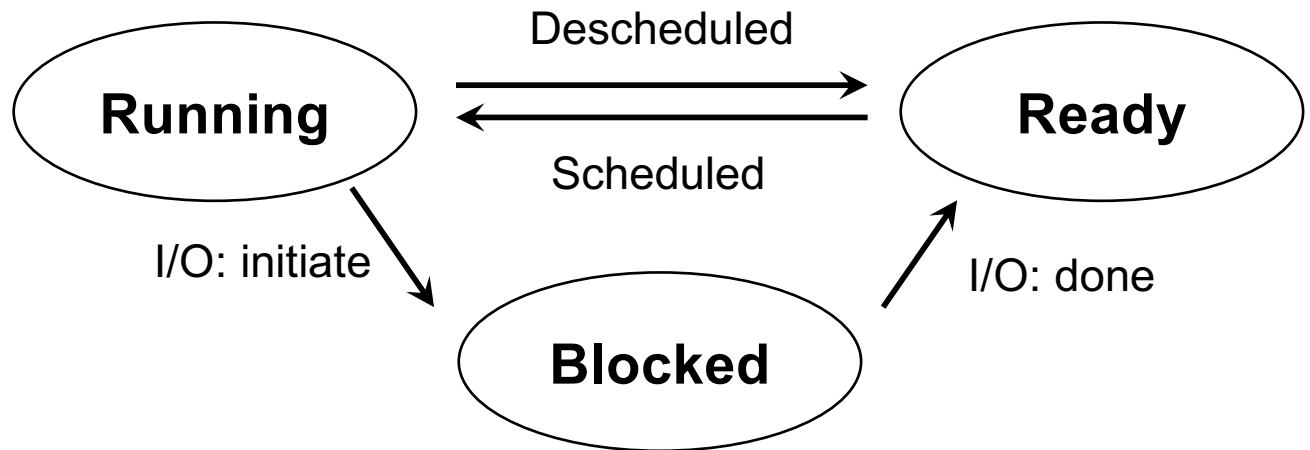 Descheduled
Running
Ready
Scheduled
I/O: initiate
I/O: done
Blocked